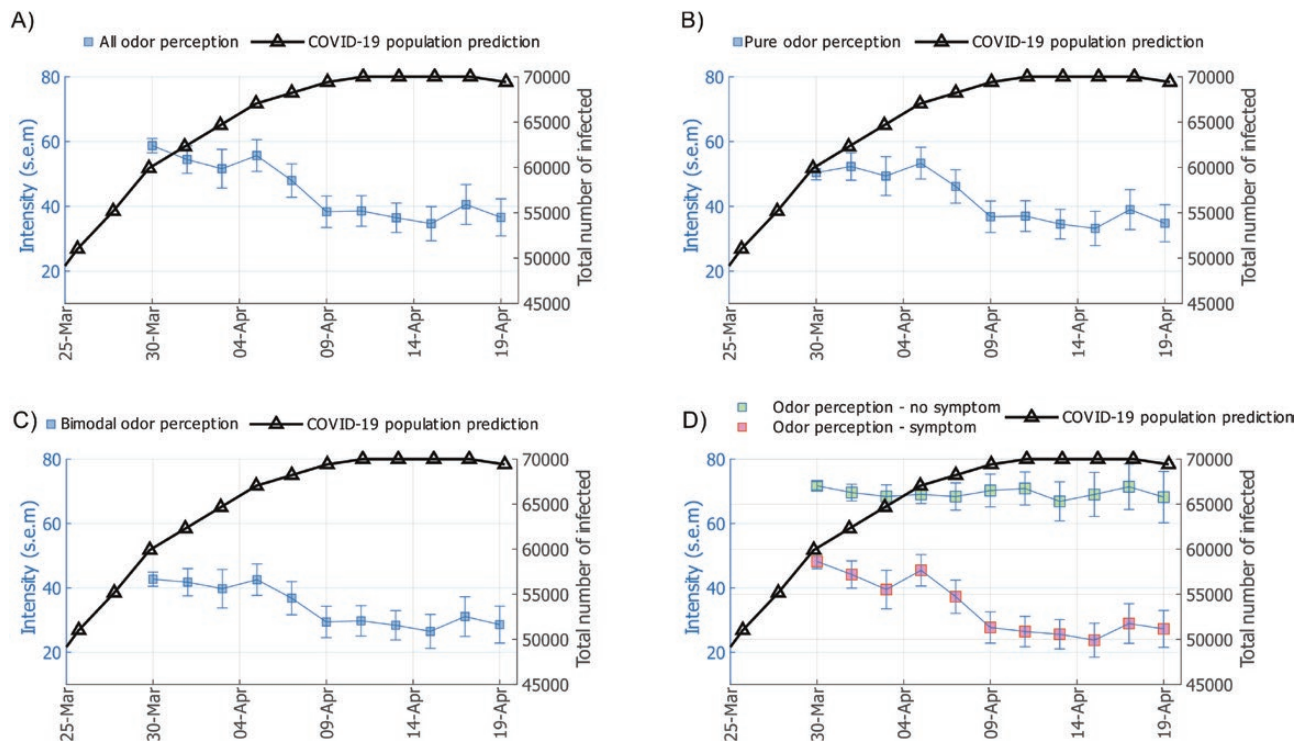 A)
All odor perception COVID-19 population prediction
Intensity (s.e.m)
80
60
40
20
Total number of infected
70000
65000
60000
55000
50000
45000
25-Mar
30-Mar
04-Apr
09-Apr
14-Apr
19-Apr
B)
Pure odor perception COVID-19 population prediction
Intensity (s.e.m)
80
60
40
20
Total number of infected
70000
65000
60000
55000
50000
45000
25-Mar
30-Mar
04-Apr
09-Apr
14-Apr
19-Apr
C)
Bimodal odor perception COVID-19 population prediction
Intensity (s.e.m)
80
60
40
20
Total number of infected
70000
65000
60000
55000
50000
45000
25-Mar
30-Mar
04-Apr
09-Apr
14-Apr
19-Apr
D)
Odor perception - no symptom
Odor perception - symptom
COVID-19 population prediction
Intensity (s.e.m)
80
60
40
20
Total number of infected
70000
65000
60000
55000
50000
45000
25-Mar
30-Mar
04-Apr
09-Apr
14-Apr
19-Apr